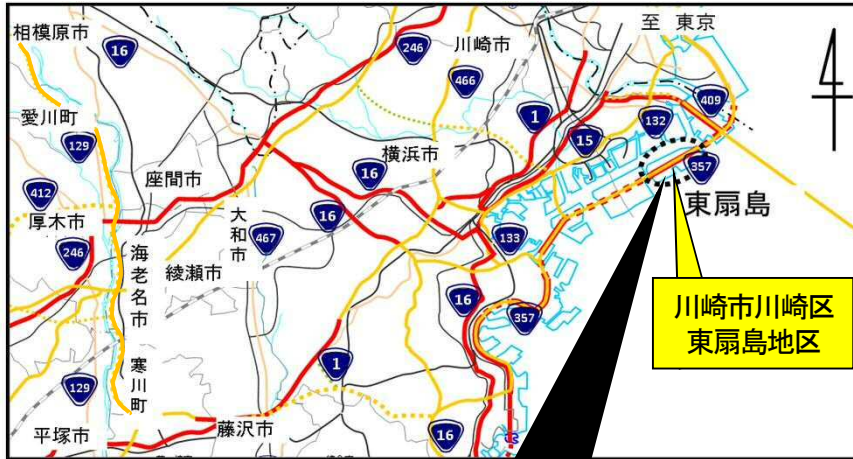 至 東京
相模原市
川崎市
16
246
466
409
愛川町
1
132
15
129
横浜市
357
座間市
16
412
東扇島
厚木市
16
大和市
467
133
246
海老名市
綾瀬市
川崎市川崎区
東扇島地区
16
357
寒川町
1
129
平塚市
藤沢市
16